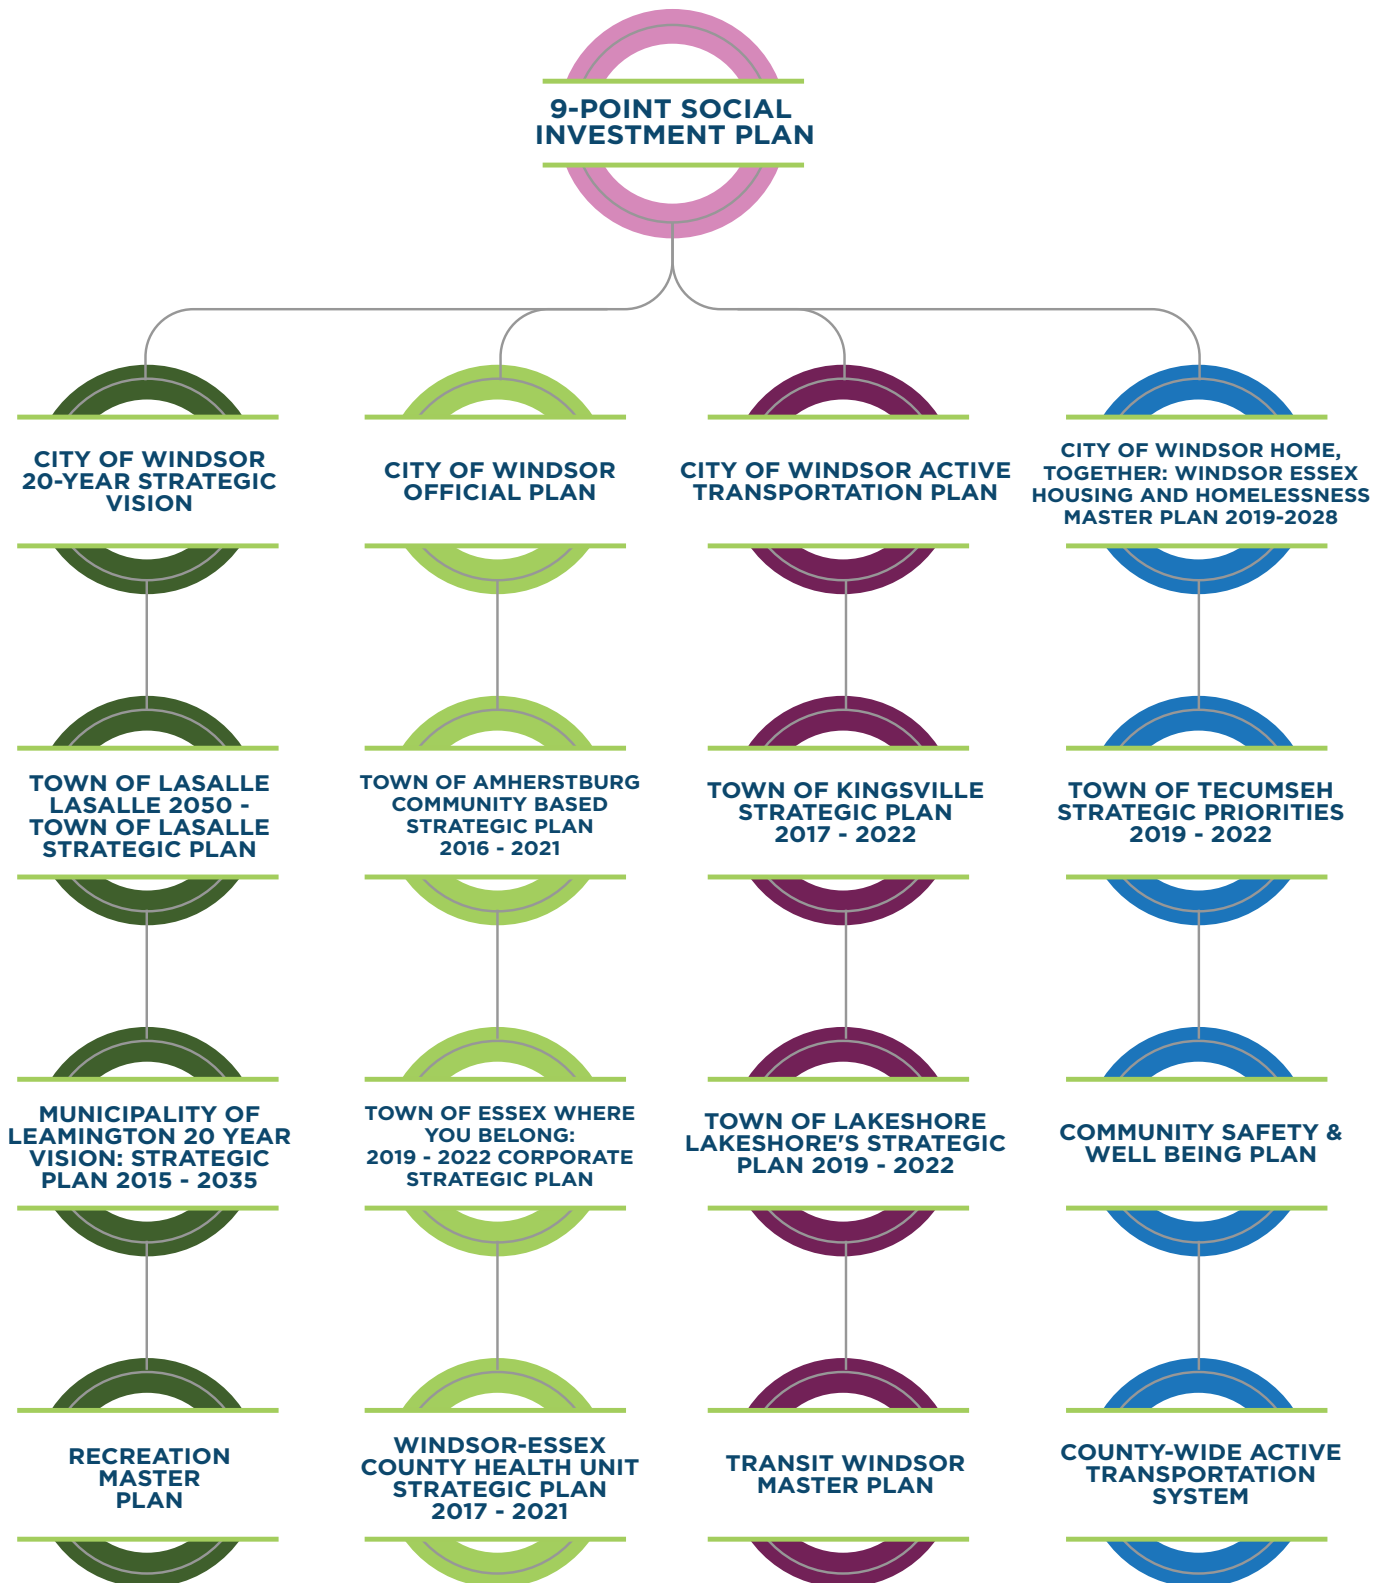 9-POINT SOCIAL
INVESTMENT PLAN
CITY OF WINDSOR
20-YEAR STRATEGIC
VISION
CITY OF WINDSOR
OFFICIAL PLAN
CITY OF WINDSOR ACTIVE
TRANSPORTATION PLAN
CITY OF WINDSOR HOME,
TOGETHER: WINDSOR ESSEX
HOUSING AND HOMELESSNESS
MASTER PLAN 2019-2028
TOWN OF LASALLE
LASALLE 2050 -
TOWN OF LASALLE
STRATEGIC PLAN
TOWN OF AMHERSTBURG
COMMUNITY BASED
STRATEGIC PLAN
2016 - 2021
TOWN OF KINGSVILLE
STRATEGIC PLAN
2017 - 2022
TOWN OF TECUMSEH
STRATEGIC PRIORITIES
2019 - 2022
MUNICIPALITY OF
LEAMINGTON 20 YEAR
VISION: STRATEGIC
PLAN 2015 - 2035
TOWN OF ESSEX WHERE
YOU BELONG:
2019 - 2022 CORPORATE
STRATEGIC PLAN
TOWN OF LAKESHORE
LAKESHORE'S STRATEGIC
PLAN 2019 - 2022
COMMUNITY SAFETY &
WELL BEING PLAN
RECREATION
MASTER
PLAN
WINDSOR-ESSEX
COUNTY HEALTH UNIT
STRATEGIC PLAN
2017 - 2021
TRANSIT WINDSOR
MASTER PLAN
COUNTY-WIDE ACTIVE
TRANSPORTATION
SYSTEM